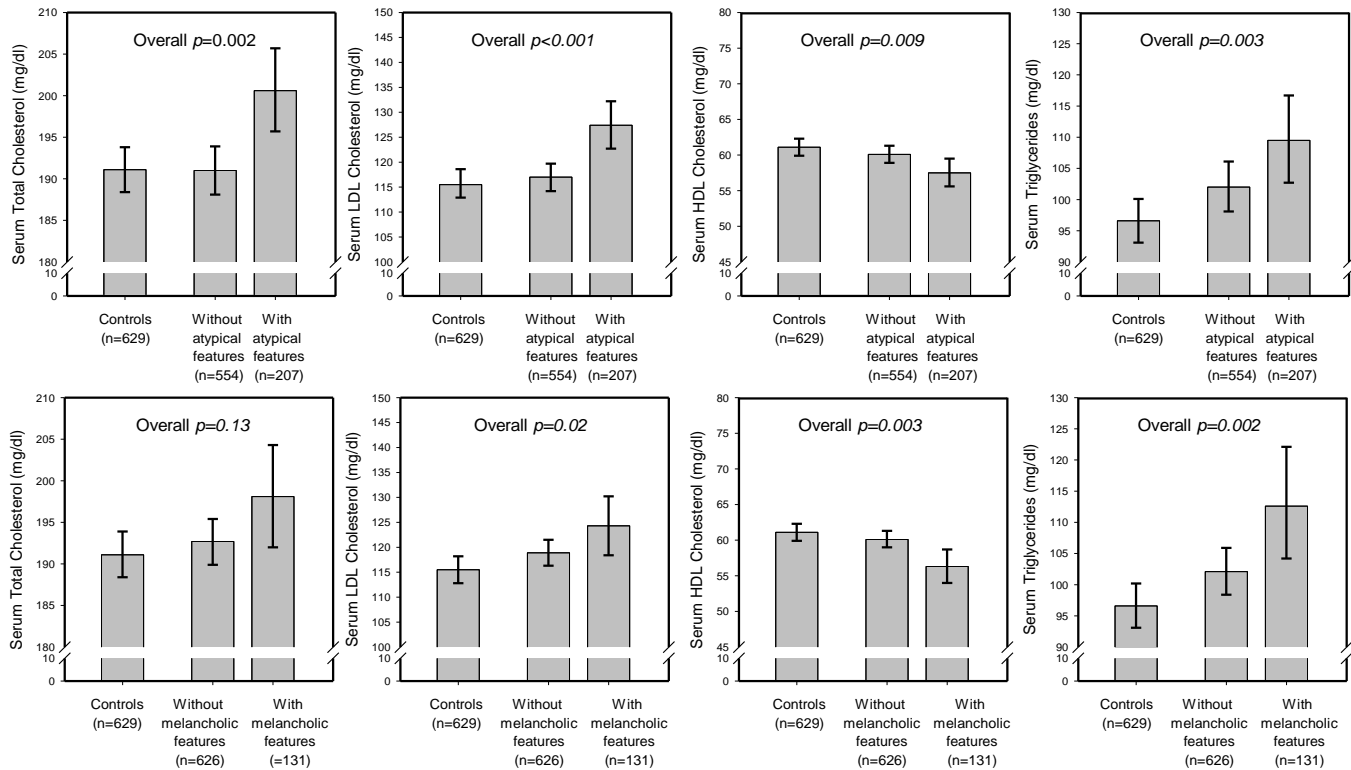 Overall p=0.002
Serum Total Cholesterol (mg/dl)
210
205
200
195
190
185
180
10
0
Controls
(n=629)
Without
atypical
features
(n=554)
With
atypical
features
(n=207)
Overall p<0.001
Serum LDL Cholesterol (mg/dl)
150
145
140
135
130
125
120
115
110
105
100
10
0
Controls
(n=629)
Without
atypical
features
(n=554)
With
atypical
features
(n=207)
Overall p=0.009
Serum HDL Cholesterol (mg/dl)
80
75
70
65
60
55
50
45
10
0
Controls
(n=629)
Without
atypical
features
(n=554)
With
atypical
features
(n=207)
Overall p=0.003
Serum Triglycerides (mg/dl)
130
125
120
115
110
105
100
95
90
10
0
Controls
(n=629)
Without
atypical
features
(n=554)
With
atypical
features
(n=207)
Overall p=0.13
Serum Total Cholesterol (mg/dl)
210
205
200
195
190
185
180
10
0
Controls
(n=629)
Without
melancholic
features
(n=626)
With
melancholic
features
(=131)
Overall p=0.02
Serum LDL Cholesterol (mg/dl)
150
145
140
135
130
125
120
115
110
105
100
10
0
Controls
(n=629)
Without
melancholic
features
(n=626)
With
melancholic
features
(n=131)
Overall p=0.003
Serum HDL Cholesterol (mg/dl)
80
75
70
65
60
55
50
45
10
0
Controls
(n=629)
Without
melancholic
features
(n=626)
With
melancholic
features
(n=131)
Overall p=0.002
Serum Triglycerides (mg/dl)
130
125
120
115
110
105
100
95
90
10
0
Controls
(n=629)
Without
melancholic
features
(n=626)
With
melancholic
features
(n=131)